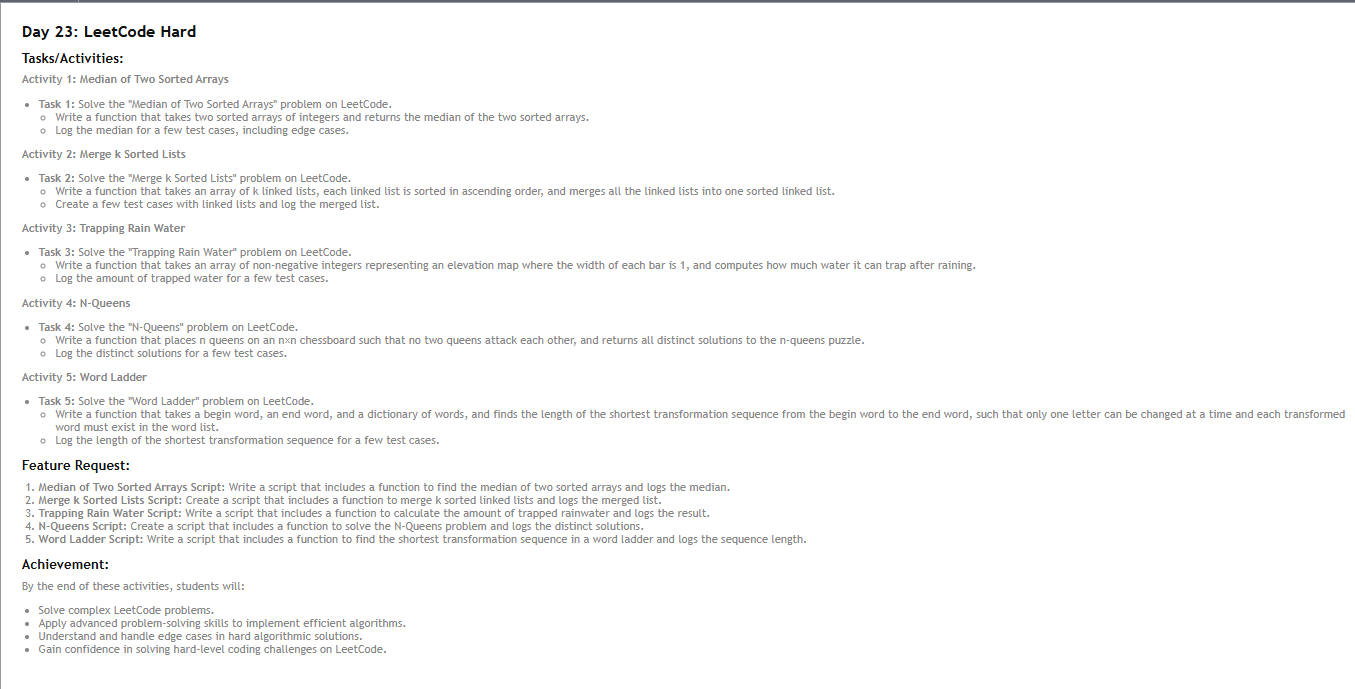 Day 23: LeetCode Hard
Tasks/Activities:
Activity 1: Median of Two Sorted Arrays
• Task 1: Solve the "Median of Two Sorted Arrays" problem on LeetCode.
◦ Write a function that takes two sorted arrays of integers and returns the median of the two sorted arrays.
◦ Log the median for a few test cases, including edge cases.
Activity 2: Merge k Sorted Lists
• Task 2: Solve the "Merge k Sorted Lists" problem on LeetCode.
◦ Write a function that takes an array of k linked lists, each linked list is sorted in ascending order, and merges all the linked lists into one sorted linked list.
◦ Create a few test cases with linked lists and log the merged list.
Activity 3: Trapping Rain Water
• Task 3: Solve the "Trapping Rain Water" problem on LeetCode.
◦ Write a function that takes an array of non-negative integers representing an elevation map where the width of each bar is 1, and computes how much water it can trap after raining.
◦ Log the amount of trapped water for a few test cases.
Activity 4: N-Queens
• Task 4: Solve the "N-Queens" problem on LeetCode.
◦ Write a function that places n queens on an n×n chessboard such that no two queens attack each other, and returns all distinct solutions to the n-queens puzzle.
◦ Log the distinct solutions for a few test cases.
Activity 5: Word Ladder
• Task 5: Solve the "Word Ladder" problem on LeetCode.
◦ Write a function that takes a begin word, an end word, and a dictionary of words, and finds the length of the shortest transformation sequence from the begin word to the end word, such that only one letter can be changed at a time and each transformed
word must exist in the word list.
◦ Log the length of the shortest transformation sequence for a few test cases.
Feature Request:
1. Median of Two Sorted Arrays Script: Write a script that includes a function to find the median of two sorted arrays and logs the median.
2. Merge k Sorted Lists Script: Create a script that includes a function to merge k sorted linked lists and logs the merged list.
3. Trapping Rain Water Script: Write a script that includes a function to calculate the amount of trapped rainwater and logs the result.
4. N-Queens Script: Create a script that includes a function to solve the N-Queens problem and logs the distinct solutions.
5. Word Ladder Script: Write a script that includes a function to find the shortest transformation sequence in a word ladder and logs the sequence length.
Achievement:
By the end of these activities, students will:
• Solve complex LeetCode problems.
• Apply advanced problem-solving skills to implement efficient algorithms.
• Understand and handle edge cases in hard algorithmic solutions.
• Gain confidence in solving hard-level coding challenges on LeetCode.